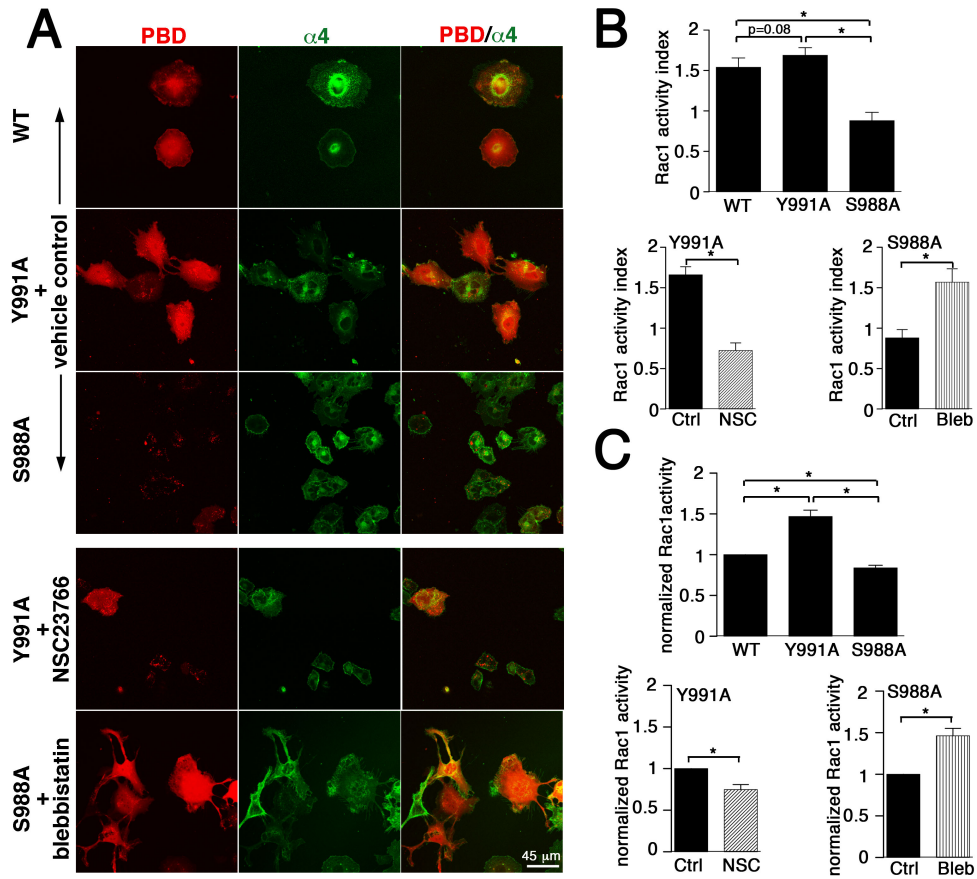 A
PBD
α4
PBD/α4
WT
Y991A
+
vehicle control
S988A
Y991A
+
NSC23766
S988A
+
blebbistatin
45 µm
B
Rac1 activity index
2
1.5
1
0.5
0
*
p=0.08
*
WT
Y991A
S988A
Rac1 activity index
2
1.5
1
0.5
0
Y991A
*
Ctrl
NSC
Rac1 activity index
2
1.5
1
0.5
0
S988A
*
Ctrl
Bleb
C
normalized Rac1activity
2
1.5
1
0.5
0
*
*
*
WT
Y991A
S988A
normalized Rac1 activity
2
1.5
1
0.5
0
Y991A
*
Ctrl
NSC
normalized Rac1 activity
2
1.5
1
0.5
0
S988A
*
Ctrl
Bleb